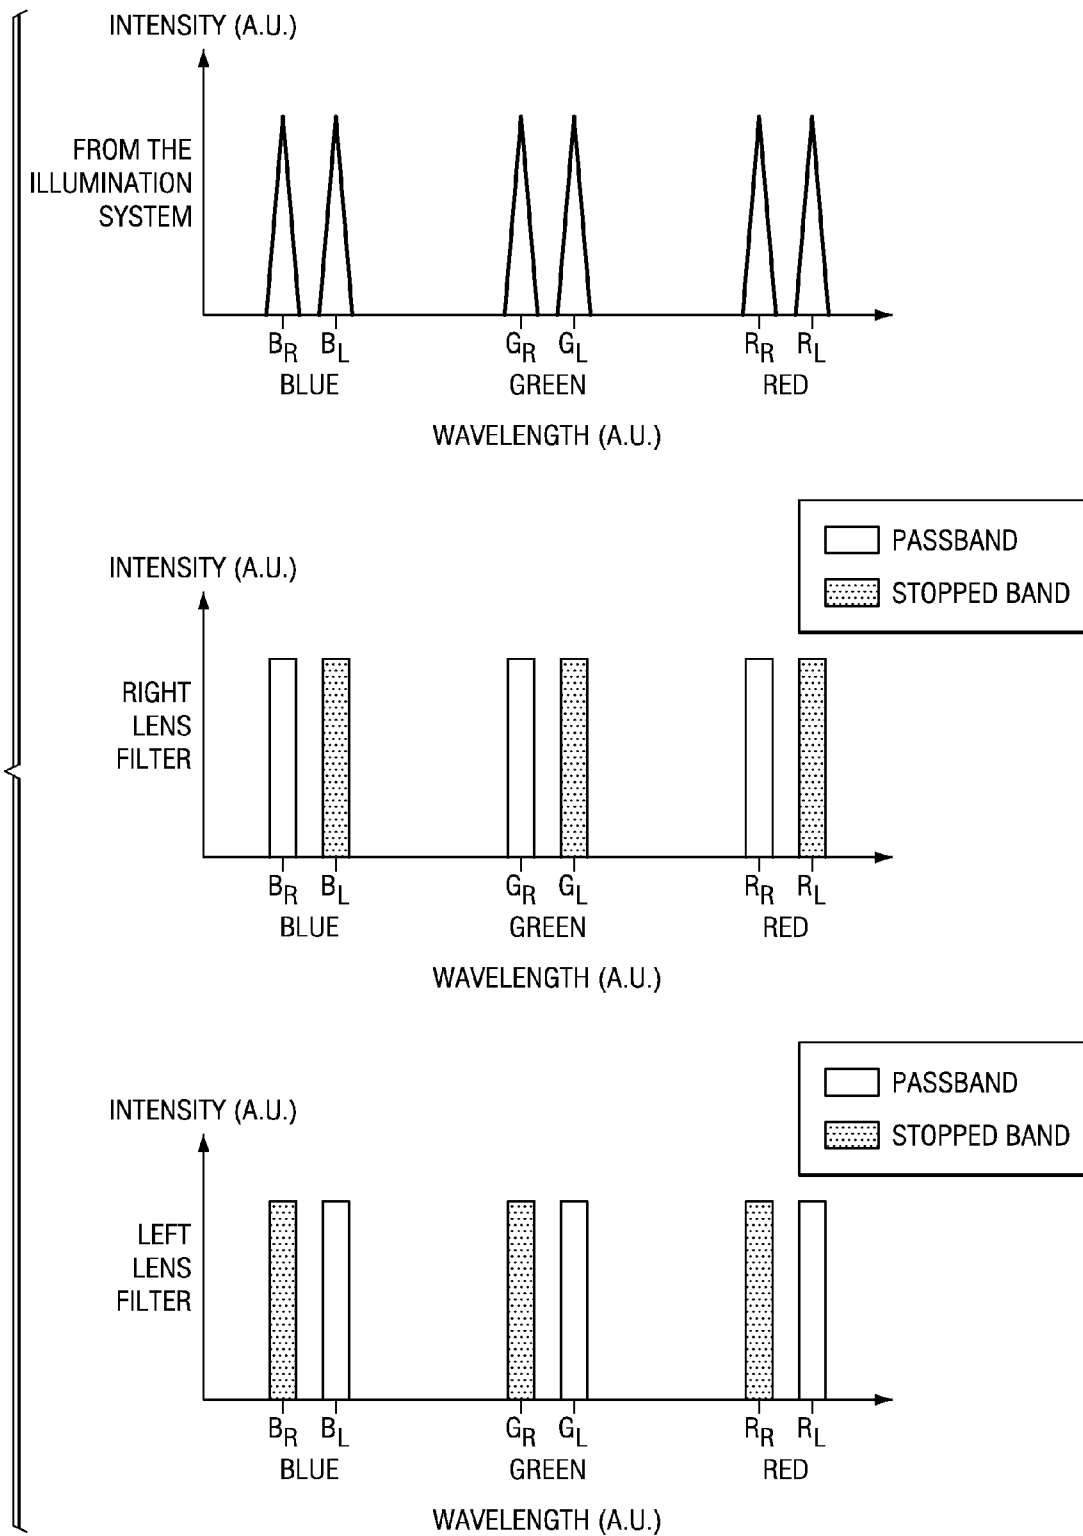 INTENSITY (A.U.)
FROM THE
ILLUMINATION
SYSTEM
BR BL GR GL RR RL
BLUE GREEN RED
WAVELENGTH (A.U.)
PASSBAND
STOPPED BAND
INTENSITY (A.U.)
RIGHT
LENS
FILTER
BR BL GR GL RR RL
BLUE GREEN RED
WAVELENGTH (A.U.)
PASSBAND
STOPPED BAND
INTENSITY (A.U.)
LEFT
LENS
FILTER
BR BL GR GL RR RL
BLUE GREEN RED
WAVELENGTH (A.U.)